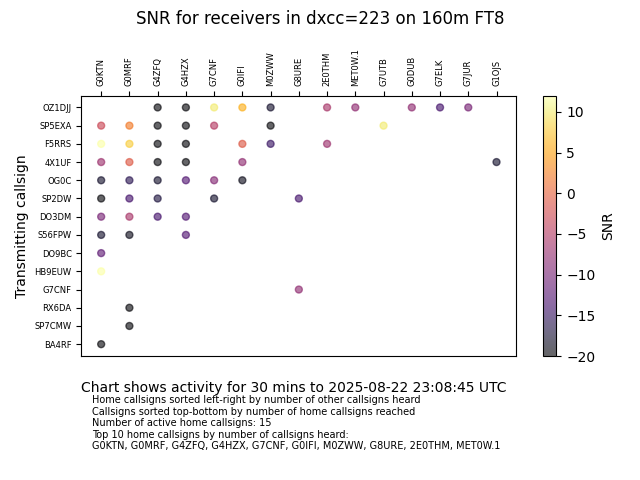 SNR for receivers in dxcc=223 on 160m FT8
G0KTN G0MRF G4ZFQ G4HZX G7CNF G0IFI M0ZWW G8URE 2E0THM MET0W.1 G7UTB G0DUB G7ELK G7JUR G1OJS
Transmitting callsign
OZ1DJJ
SP5EXA
F5RRS
4X1UF
OG0C
SP2DW
DO3DM
S56FPW
DO9BC
HB9EUW
G7CNF
RX6DA
SP7CMW
BA4RF
10
5
0
−5
−10
−15
−20
SNR
Chart shows activity for 30 mins to 2025-08-22 23:08:45 UTC
Home callsigns sorted left-right by number of other callsigns heard
Callsigns sorted top-bottom by number of home callsigns reached
Number of active home callsigns: 15
Top 10 home callsigns by number of callsigns heard:
G0KTN, G0MRF, G4ZFQ, G4HZX, G7CNF, G0IFI, M0ZWW, G8URE, 2E0THM, MET0W.1